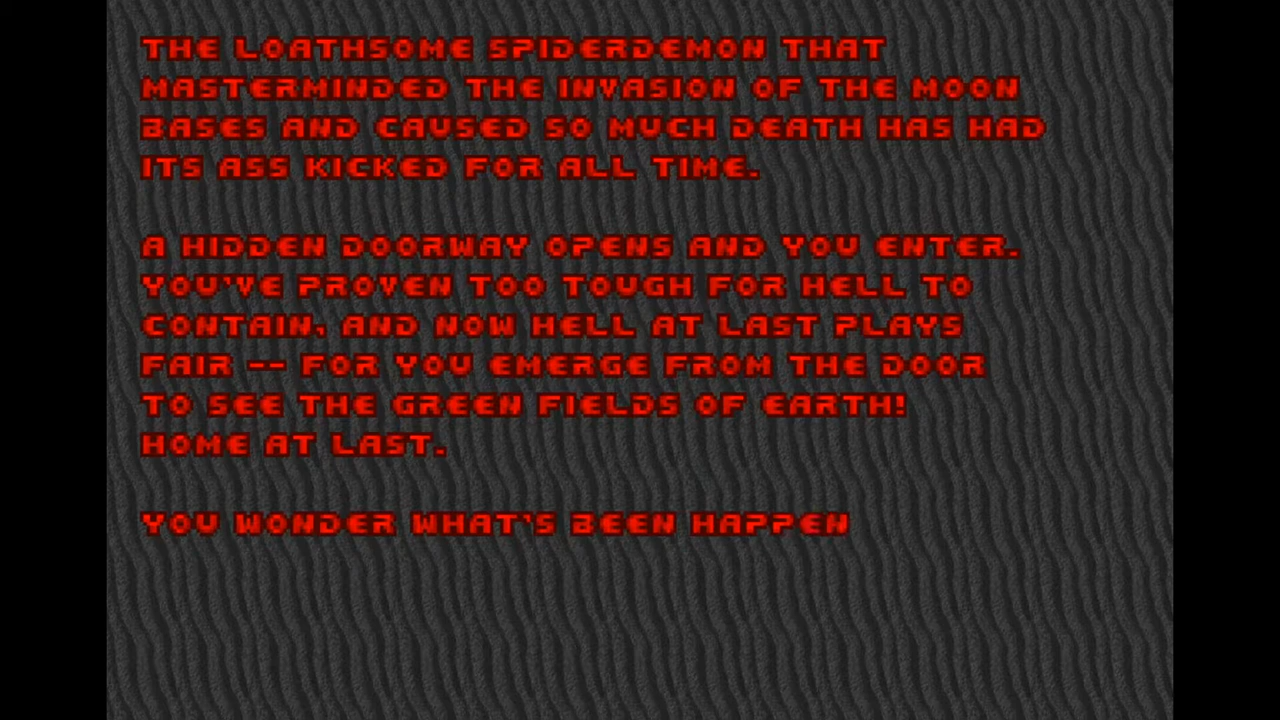 THE LOATHSOME SPIDERDEMON THAT
MASTERMINDED THE INVASION OF THE MOON
BASES AND CAUSED SO MUCH DEATH HAS HAD
ITS ASS KICKED FOR ALL TIME.
A HIDDEN DOORWAY OPENS AND YOU ENTER.
YOU'VE PROVEN TOO TOUGH FOR HELL TO
CONTAIN, AND NOW HELL AT LAST PLAYS
FAIR -- FOR YOU EMERGE FROM THE DOOR
TO SEE THE GREEN FIELDS OF EARTH!
HOME AT LAST.
YOU WONDER WHAT'S BEEN HAPPEN